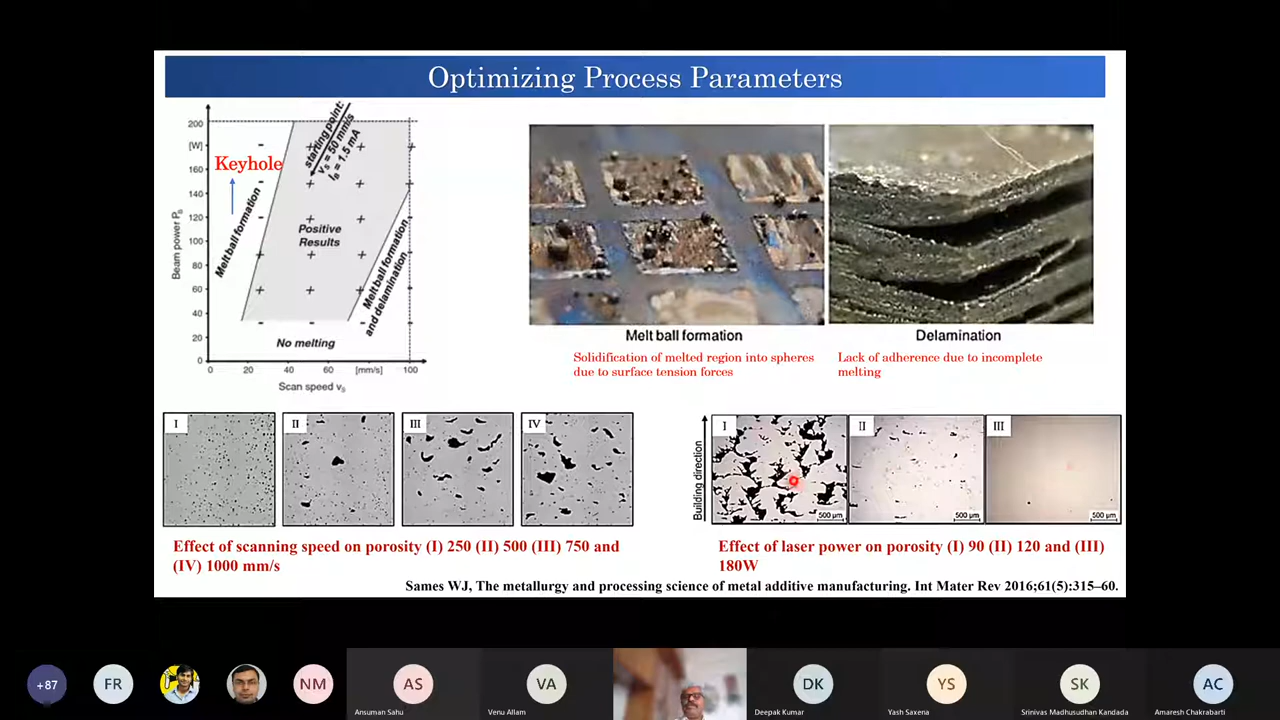 Optimizing Process Parameters
200
[W]
160
140
120
100
80
60
40
20
0
Beam power Pₛ
Keyhole
Melt ball formation
starting point:
vₛ = 50 mm/s
Iᴮ = 1.5 mA
Positive
Results
Melt ball formation
and delamination
No melting
0
20
40
60
[mm/s]
100
Scan speed vₛ
Melt ball formation
Solidification of melted region into spheres
due to surface tension forces
Delamination
Lack of adherence due to incomplete
melting
I
II
III
IV
Effect of scanning speed on porosity (I) 250 (II) 500 (III) 750 and
(IV) 1000 mm/s
Building direction
I
500 µm
II
500 µm
III
500 µm
Effect of laser power on porosity (I) 90 (II) 120 and (III)
180W
Sames WJ, The metallurgy and processing science of metal additive manufacturing. Int Mater Rev 2016;61(5):315–60.
+87
FR
NM
AS
Ansuman Sahu
VA
Venu Allam
DK
Deepak Kumar
YS
Yash Saxena
SK
Srinivas Madhusudhan Kandada
AC
Amaresh Chakrabarti